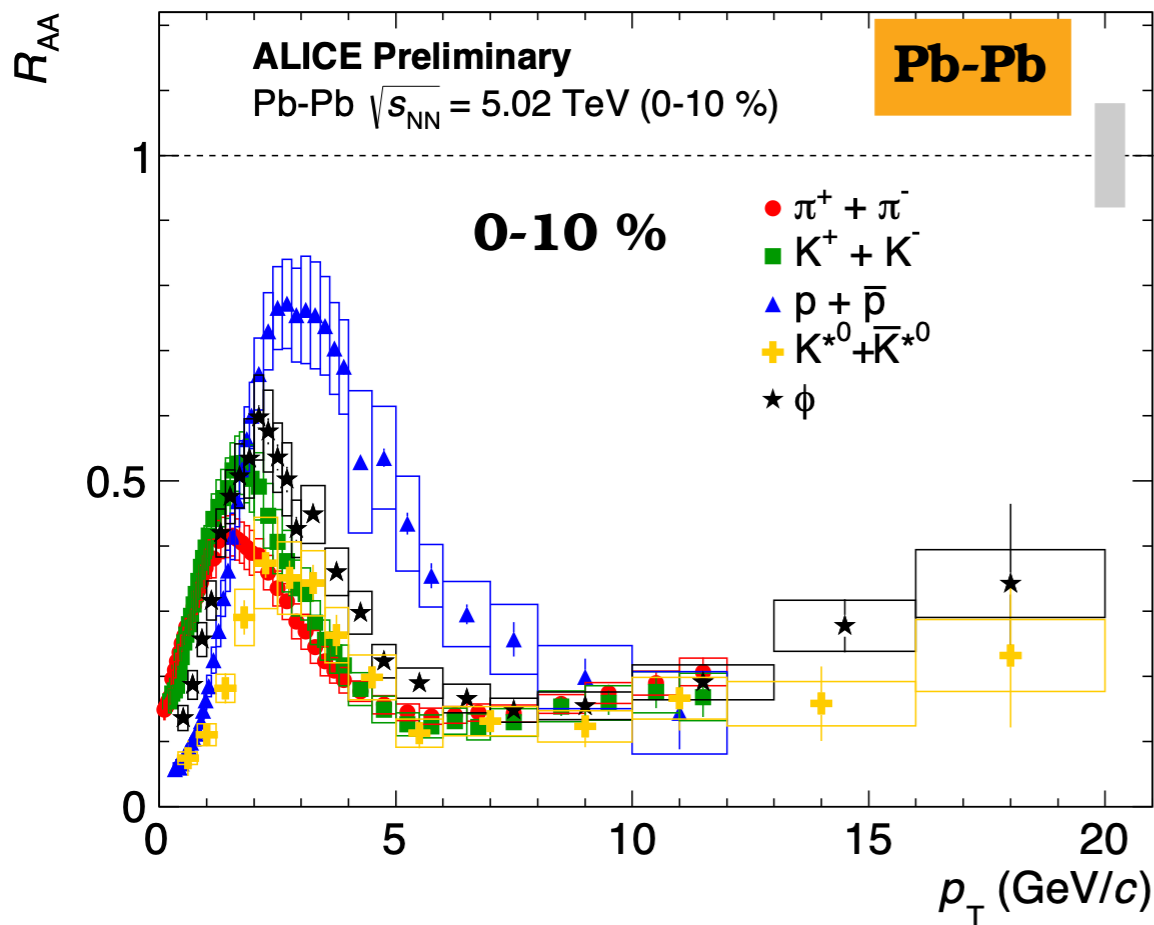 R_AA
ALICE Preliminary
Pb-Pb √s_NN = 5.02 TeV (0-10 %)
Pb-Pb
0-10 %
π⁺ + π⁻
K⁺ + K⁻
p + p̅
K*⁰ + K̅*⁰
ϕ
1
0.5
0
0 5 10 15 20
p_T (GeV/c)